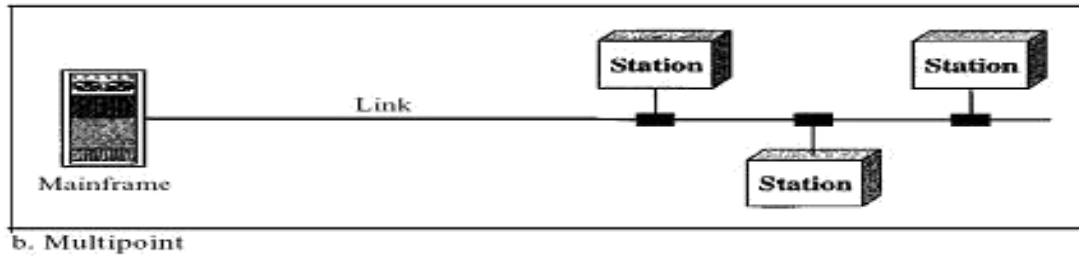 Station
Station
Link
Mainframe
Station
b. Multipoint